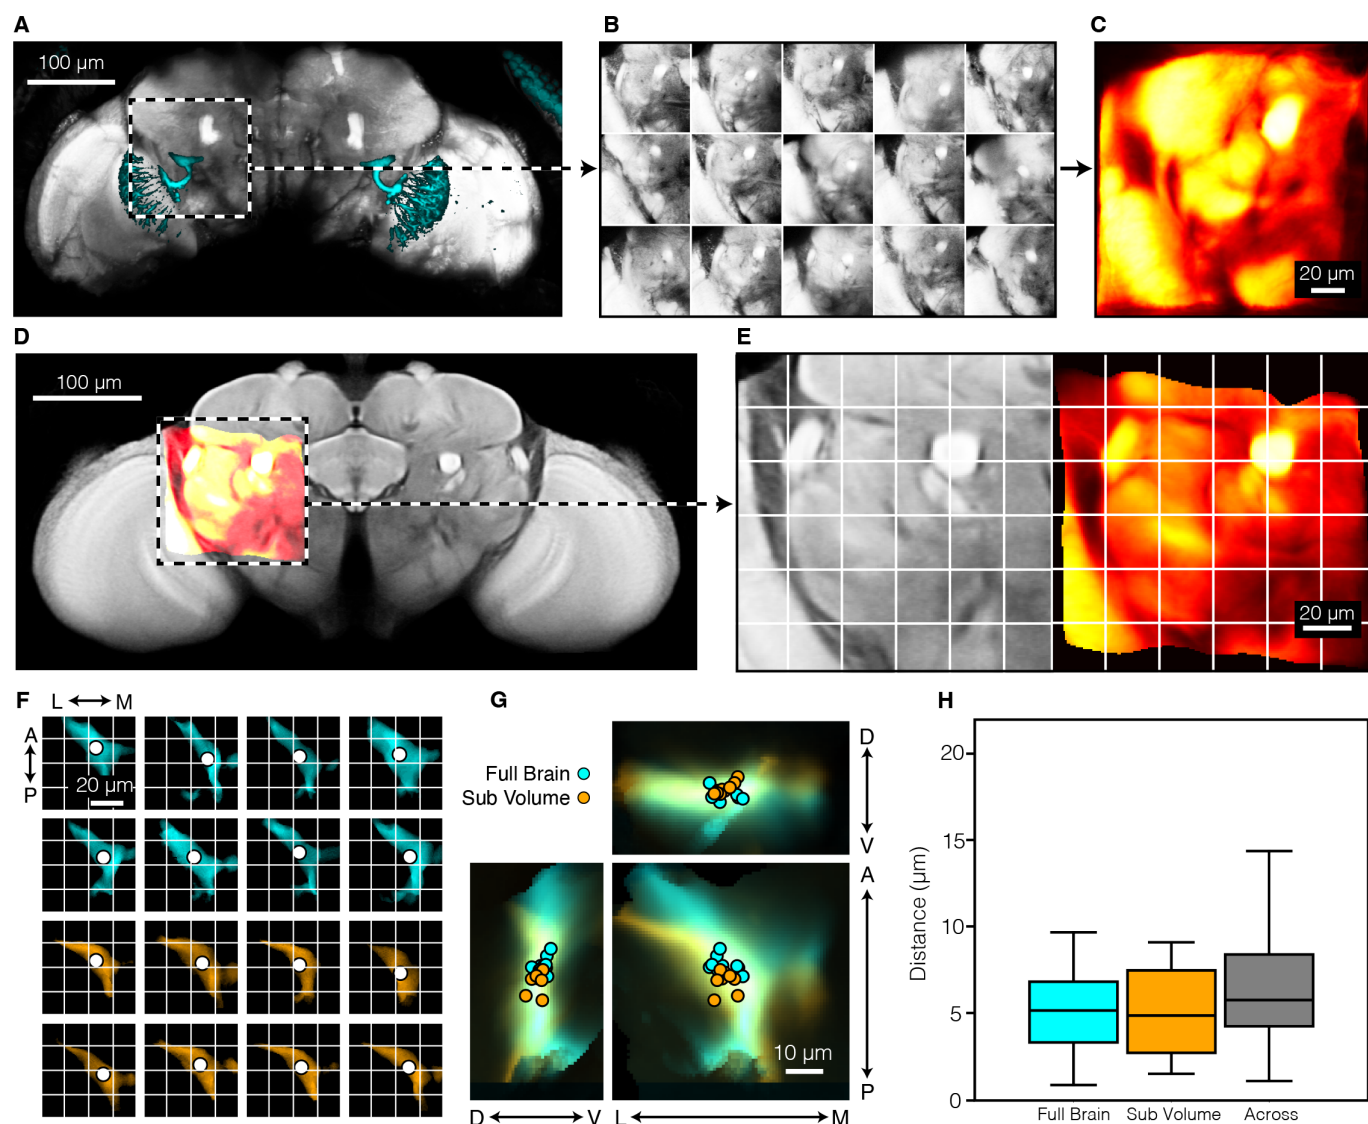 A
100 µm
B
C
20 µm
D
100 µm
E
20 µm
F
L M
A
P
20 µm
G
Full Brain
Sub Volume
D
V
A
P
10 µm
D V
L M
H
Distance (µm)
20
15
10
5
0
Full Brain Sub Volume Across